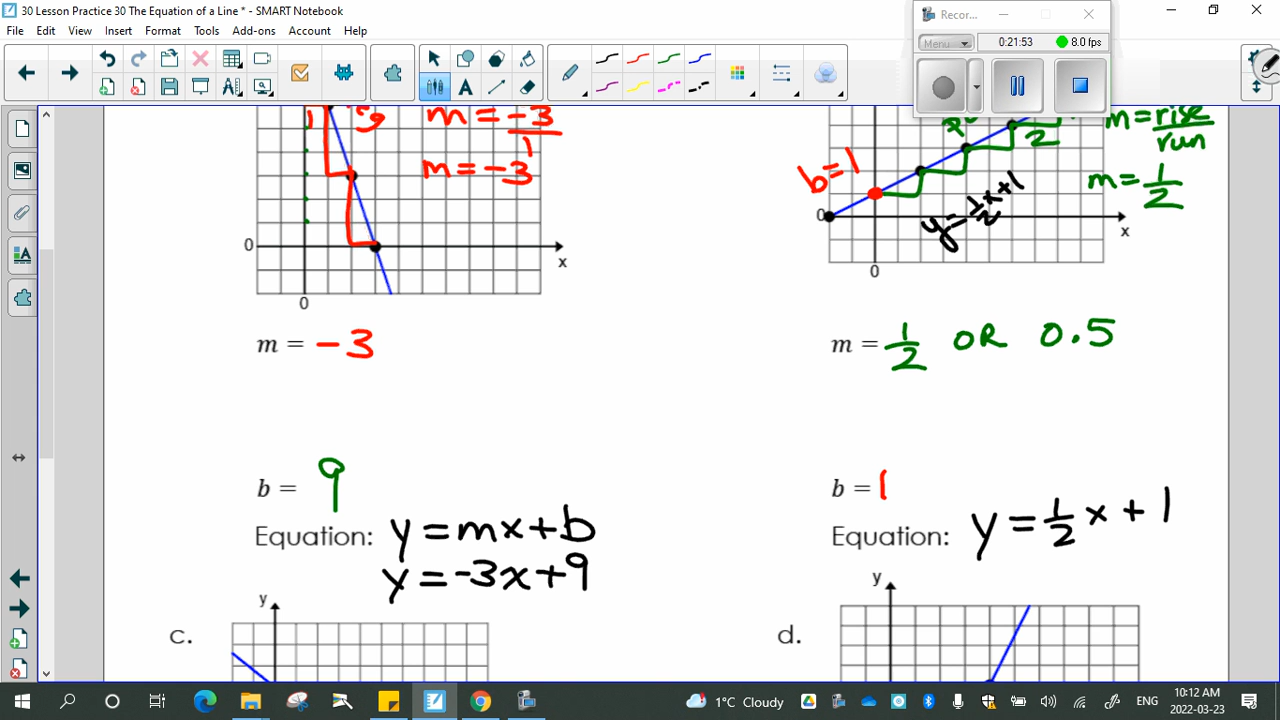 30 Lesson Practice 30 The Equation of a Line * - SMART Notebook
Recor...
File Edit View Insert Format Tools Add-ons Account Help
Menu 0:21:53 8.0 fps
m = -3
1
m = -3
0
x
0
m = -3
b = 9
Equation: y = mx + b
y = -3x + 9
y
c.
b = 1
2
m = rise
run
m = 1/2
y = 1/2 x + 1
0
x
0
m = 1/2 OR 0.5
b = 1
Equation: y = 1/2 x + 1
y
d.
1°C Cloudy
ENG
10:12 AM
2022-03-23